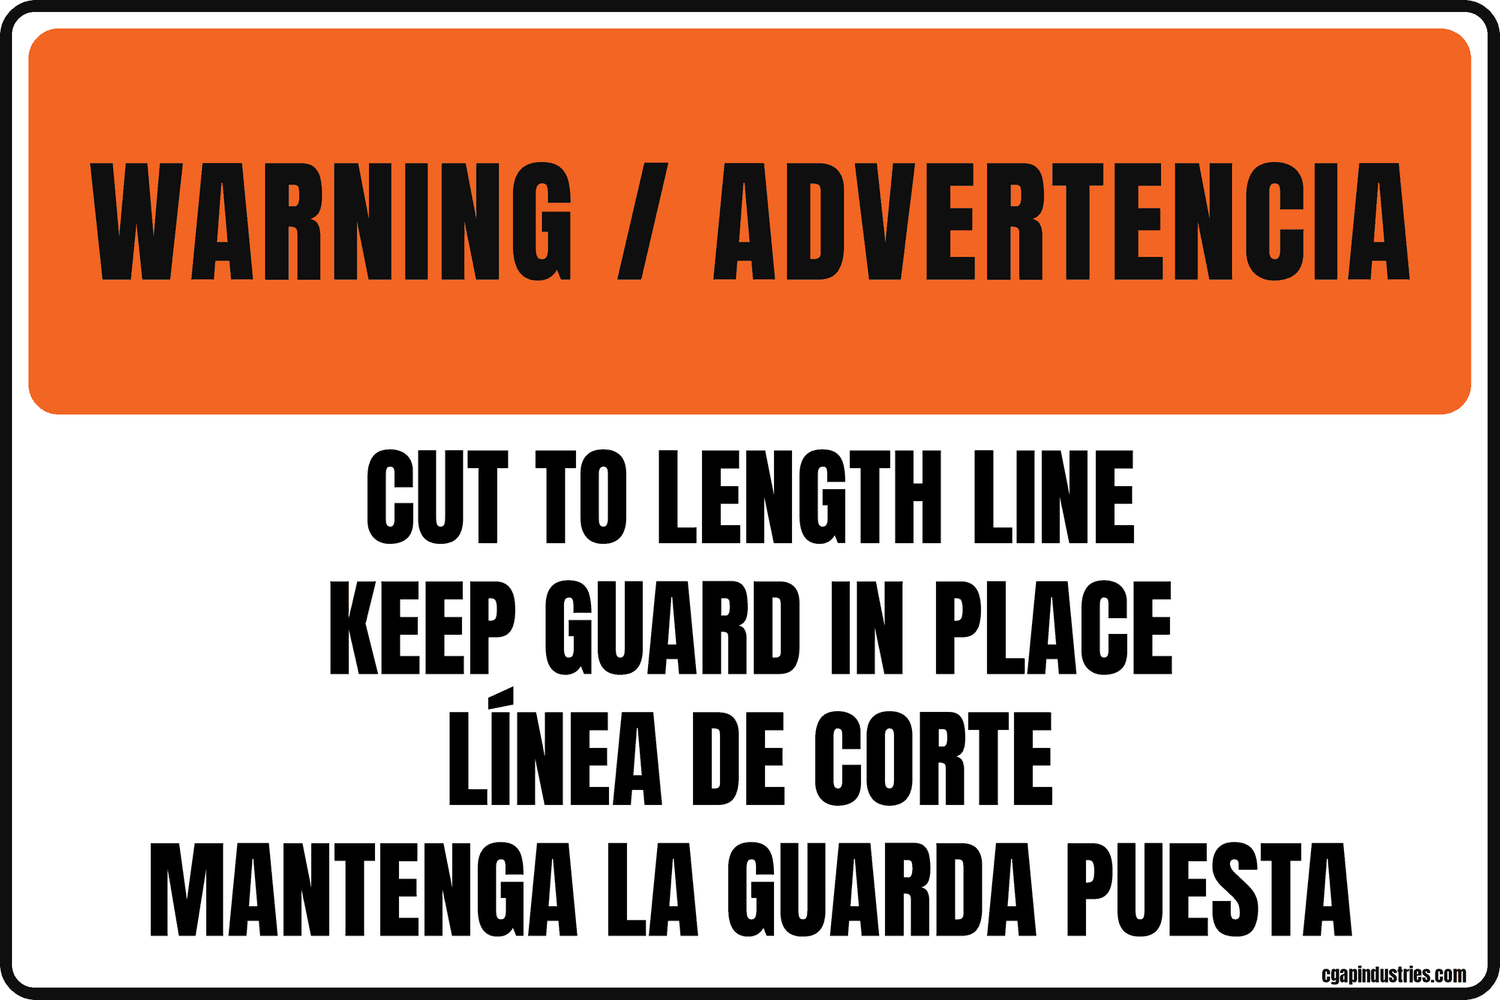 WARNING / ADVERTENCIA
CUT TO LENGTH LINE
KEEP GUARD IN PLACE
LÍNEA DE CORTE
MANTENGA LA GUARDA PUESTA
cgapindustries.com